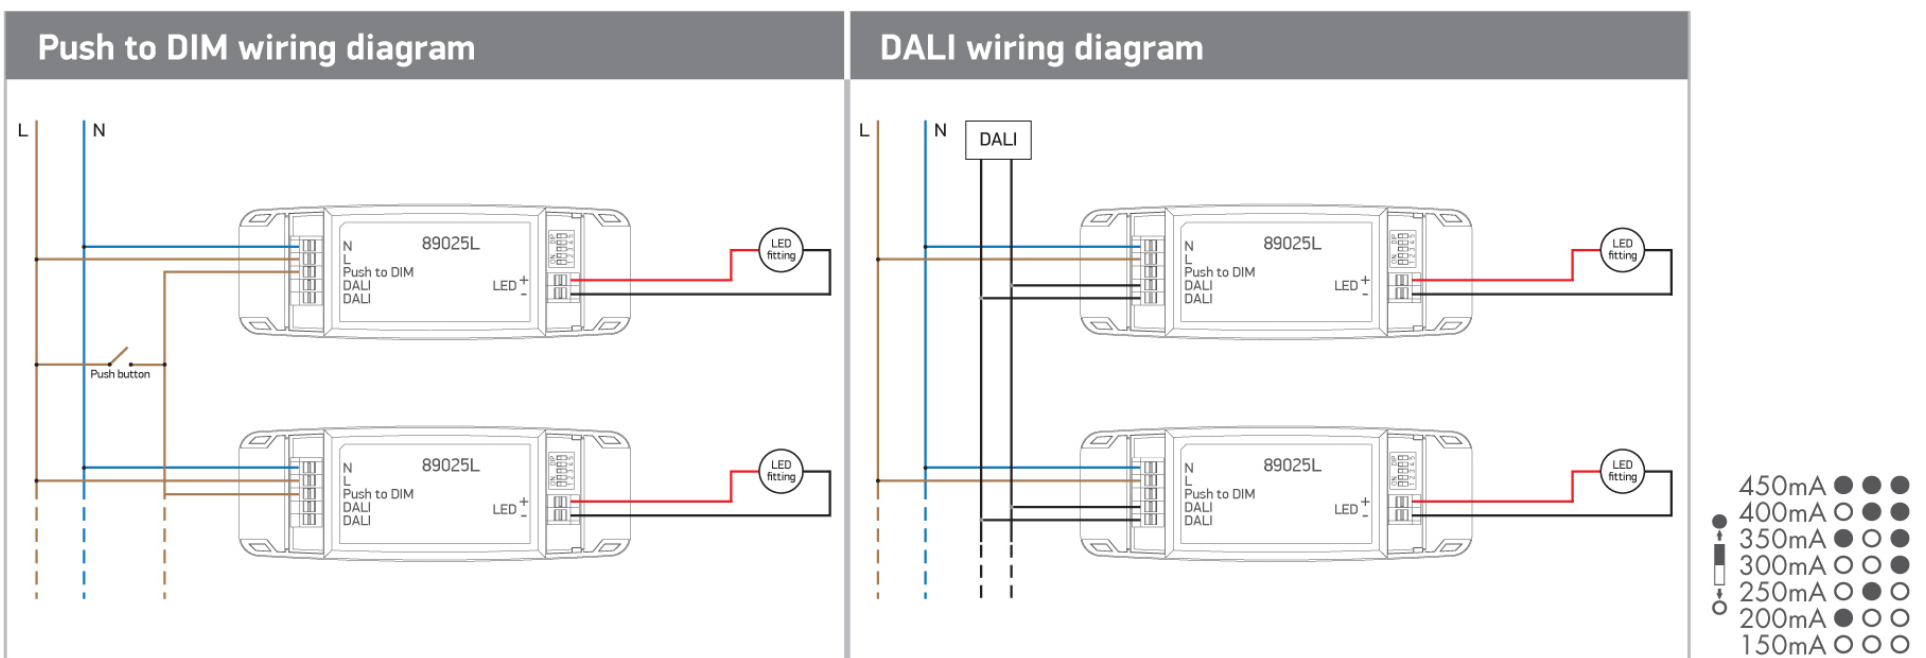 Push to DIM wiring diagram
L
N
N
L
Push to DIM
DALI
DALI
89025L
LED
+
-
LED
fitting
Push button
N
L
Push to DIM
DALI
DALI
89025L
LED
+
-
LED
fitting
DALI wiring diagram
L
N
DALI
N
L
Push to DIM
DALI
DALI
89025L
LED
+
-
LED
fitting
N
L
Push to DIM
DALI
DALI
89025L
LED
+
-
LED
fitting
450mA
400mA
350mA
300mA
250mA
200mA
150mA